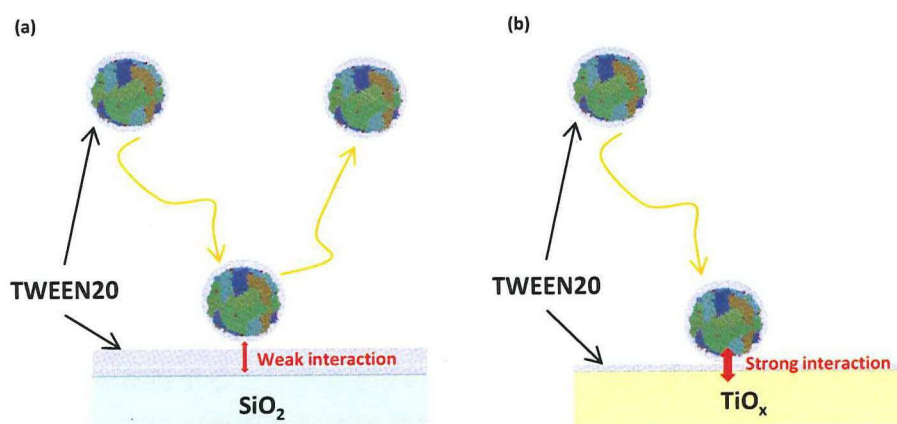 (a)
(b)
TWEEN20
TWEEN20
Weak interaction
Strong interaction
SiO₂
TiOₓ